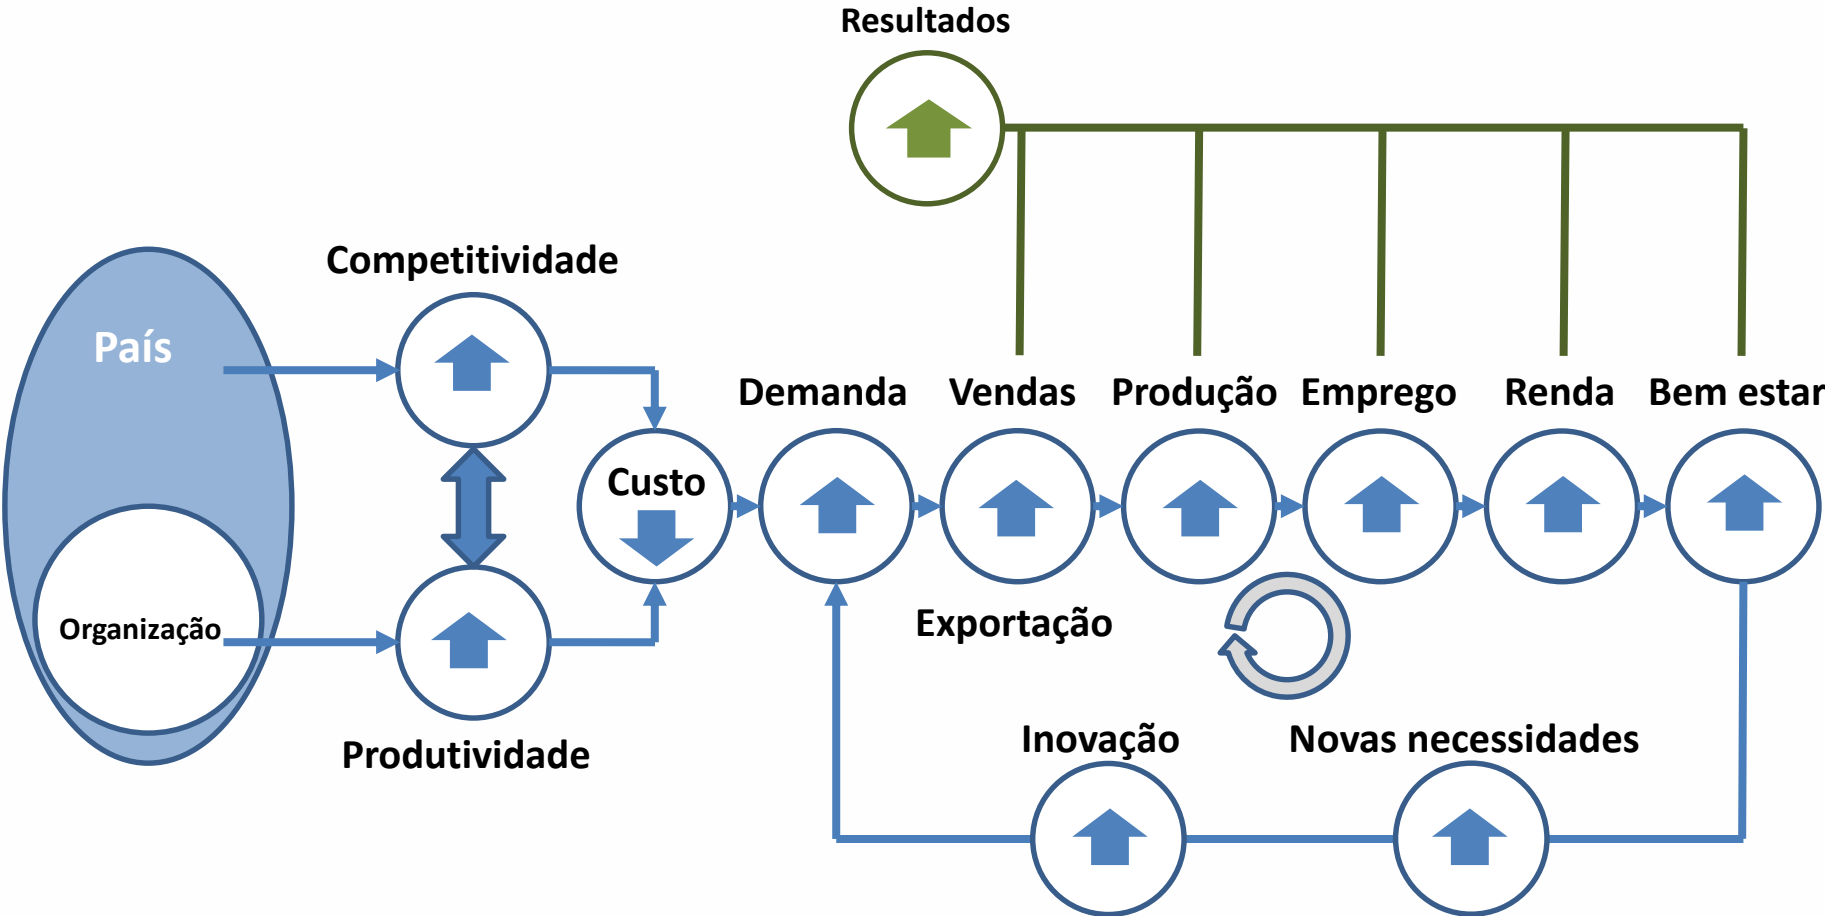 Resultados
Competitividade
País
Demanda
Vendas
Produção
Emprego
Renda
Bem estar
Custo
Organização
Exportação
Produtividade
Inovação
Novas necessidades